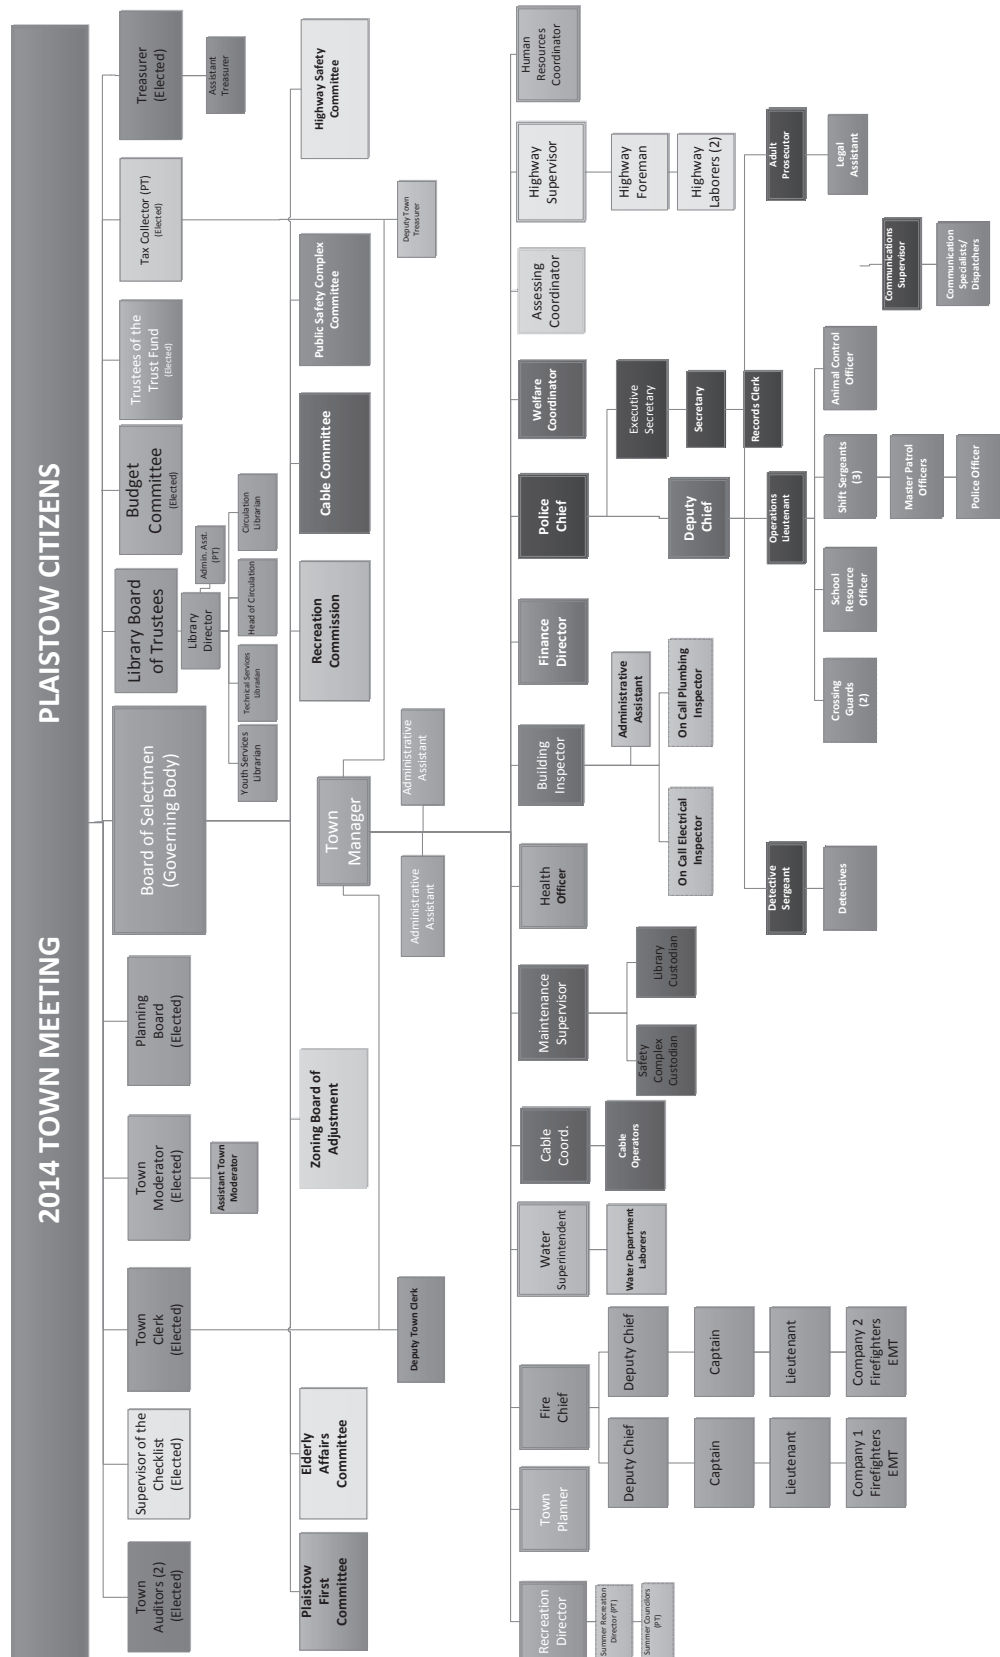 2014 TOWN MEETING PLAISTOW CITIZENS
Town
Auditors (2)
(Elected)
Supervisor of the
Checklist
(Elected)
Town
Clerk
(Elected)
Town
Moderator
(Elected)
Assistant Town
Moderator
Planning
Board
(Elected)
Board of Selectmen
(Governing Body)
Library Board
of Trustees
Library
Director
Admin. Asst.
(PT)
Youth Services
Librarian
Technical Services
Librarian
Head of Circulation
Circulation
Librarian
Budget
Committee
(Elected)
Trustees of the
Trust Fund
(Elected)
Tax Collector (PT)
(Elected)
Treasurer
(Elected)
Assistant
Treasurer
Plaistow
First
Committee
Elderly
Affairs
Committee
Zoning Board of
Adjustment
Recreation
Commission
Cable Committee
Public Safety Complex
Committee
Highway Safety
Committee
Town
Manager
Deputy Town Clerk
Administrative
Assistant
Administrative
Assistant
Deputy Town
Treasurer
Recreation
Director
Summer Recreation
Director (PT)
Summer Councilors
(PT)
Town
Planner
Fire
Chief
Deputy Chief
Captain
Lieutenant
Company 1
Firefighters
EMT
Deputy Chief
Captain
Lieutenant
Company 2
Firefighters
EMT
Water
Superintendent
Water Department
Laborers
Cable
Coord.
Cable
Operators
Maintenance
Supervisor
Safety
Complex
Custodian
Library
Custodian
Health
Officer
Building
Inspector
Administrative
Assistant
On Call Electrical
Inspector
On Call Plumbing
Inspector
Finance
Director
Police
Chief
Executive
Secretary
Secretary
Records Clerk
Deputy
Chief
Detective
Sergeant
Detectives
Operations
Lieutenant
Crossing
Guards
(2)
School
Resource
Officer
Shift Sergeants
(3)
Master Patrol
Officers
Police Officer
Animal Control
Officer
Adult
Prosecutor
Legal
Assistant
Communications
Supervisor
Communication
Specialists/
Dispatchers
Welfare
Coordinator
Assessing
Coordinator
Highway
Supervisor
Highway
Foreman
Highway
Laborers (2)
Human
Resources
Coordinator